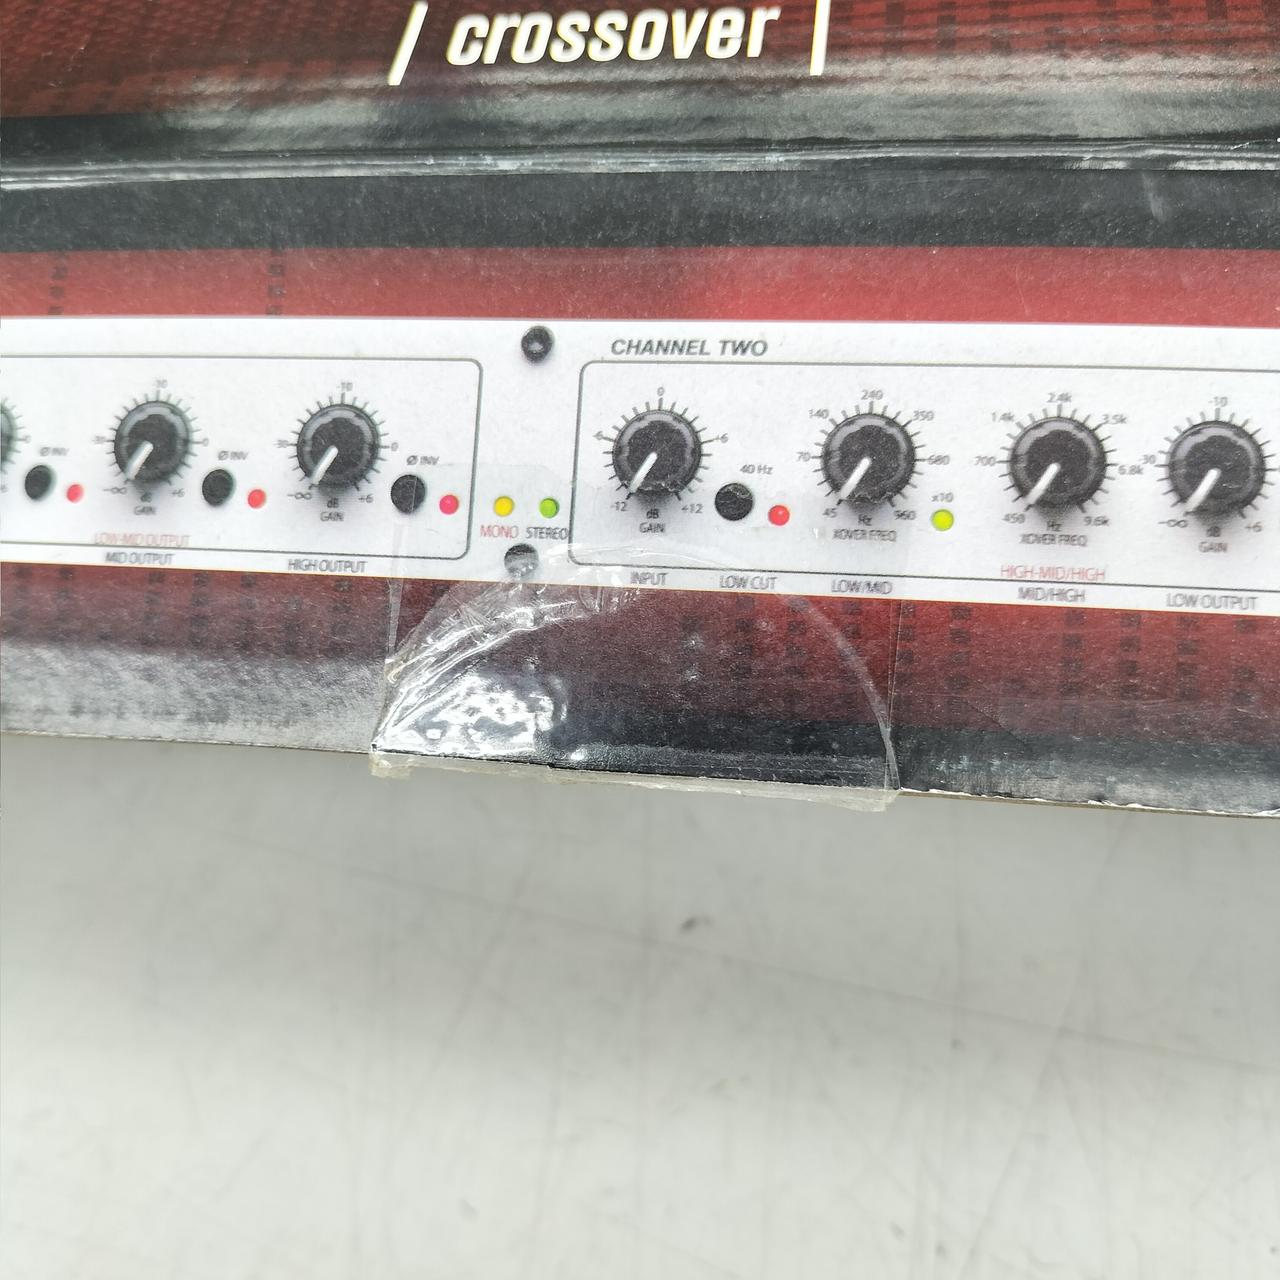 / crossover /
CHANNEL TWO
-10
-30
0
-∞
+6
dB
GAIN
Ø INV
LOW-MID OUTPUT
MID OUTPUT
-10
-30
0
-∞
+6
dB
GAIN
Ø INV
HIGH OUTPUT
Ø INV
MONO STEREO
0
-6
+6
-12
+12
dB
GAIN
INPUT
40 Hz
LOW CUT
240
140
350
70
680
45
960
Hz
XOVER FREQ
LOW/MID
x10
2.4k
1.4k
3.5k
700
6.8k
450
9.6k
Hz
XOVER FREQ
HIGH-MID/HIGH
MID/HIGH
-10
-30
-∞
+6
dB
GAIN
LOW OUTPUT